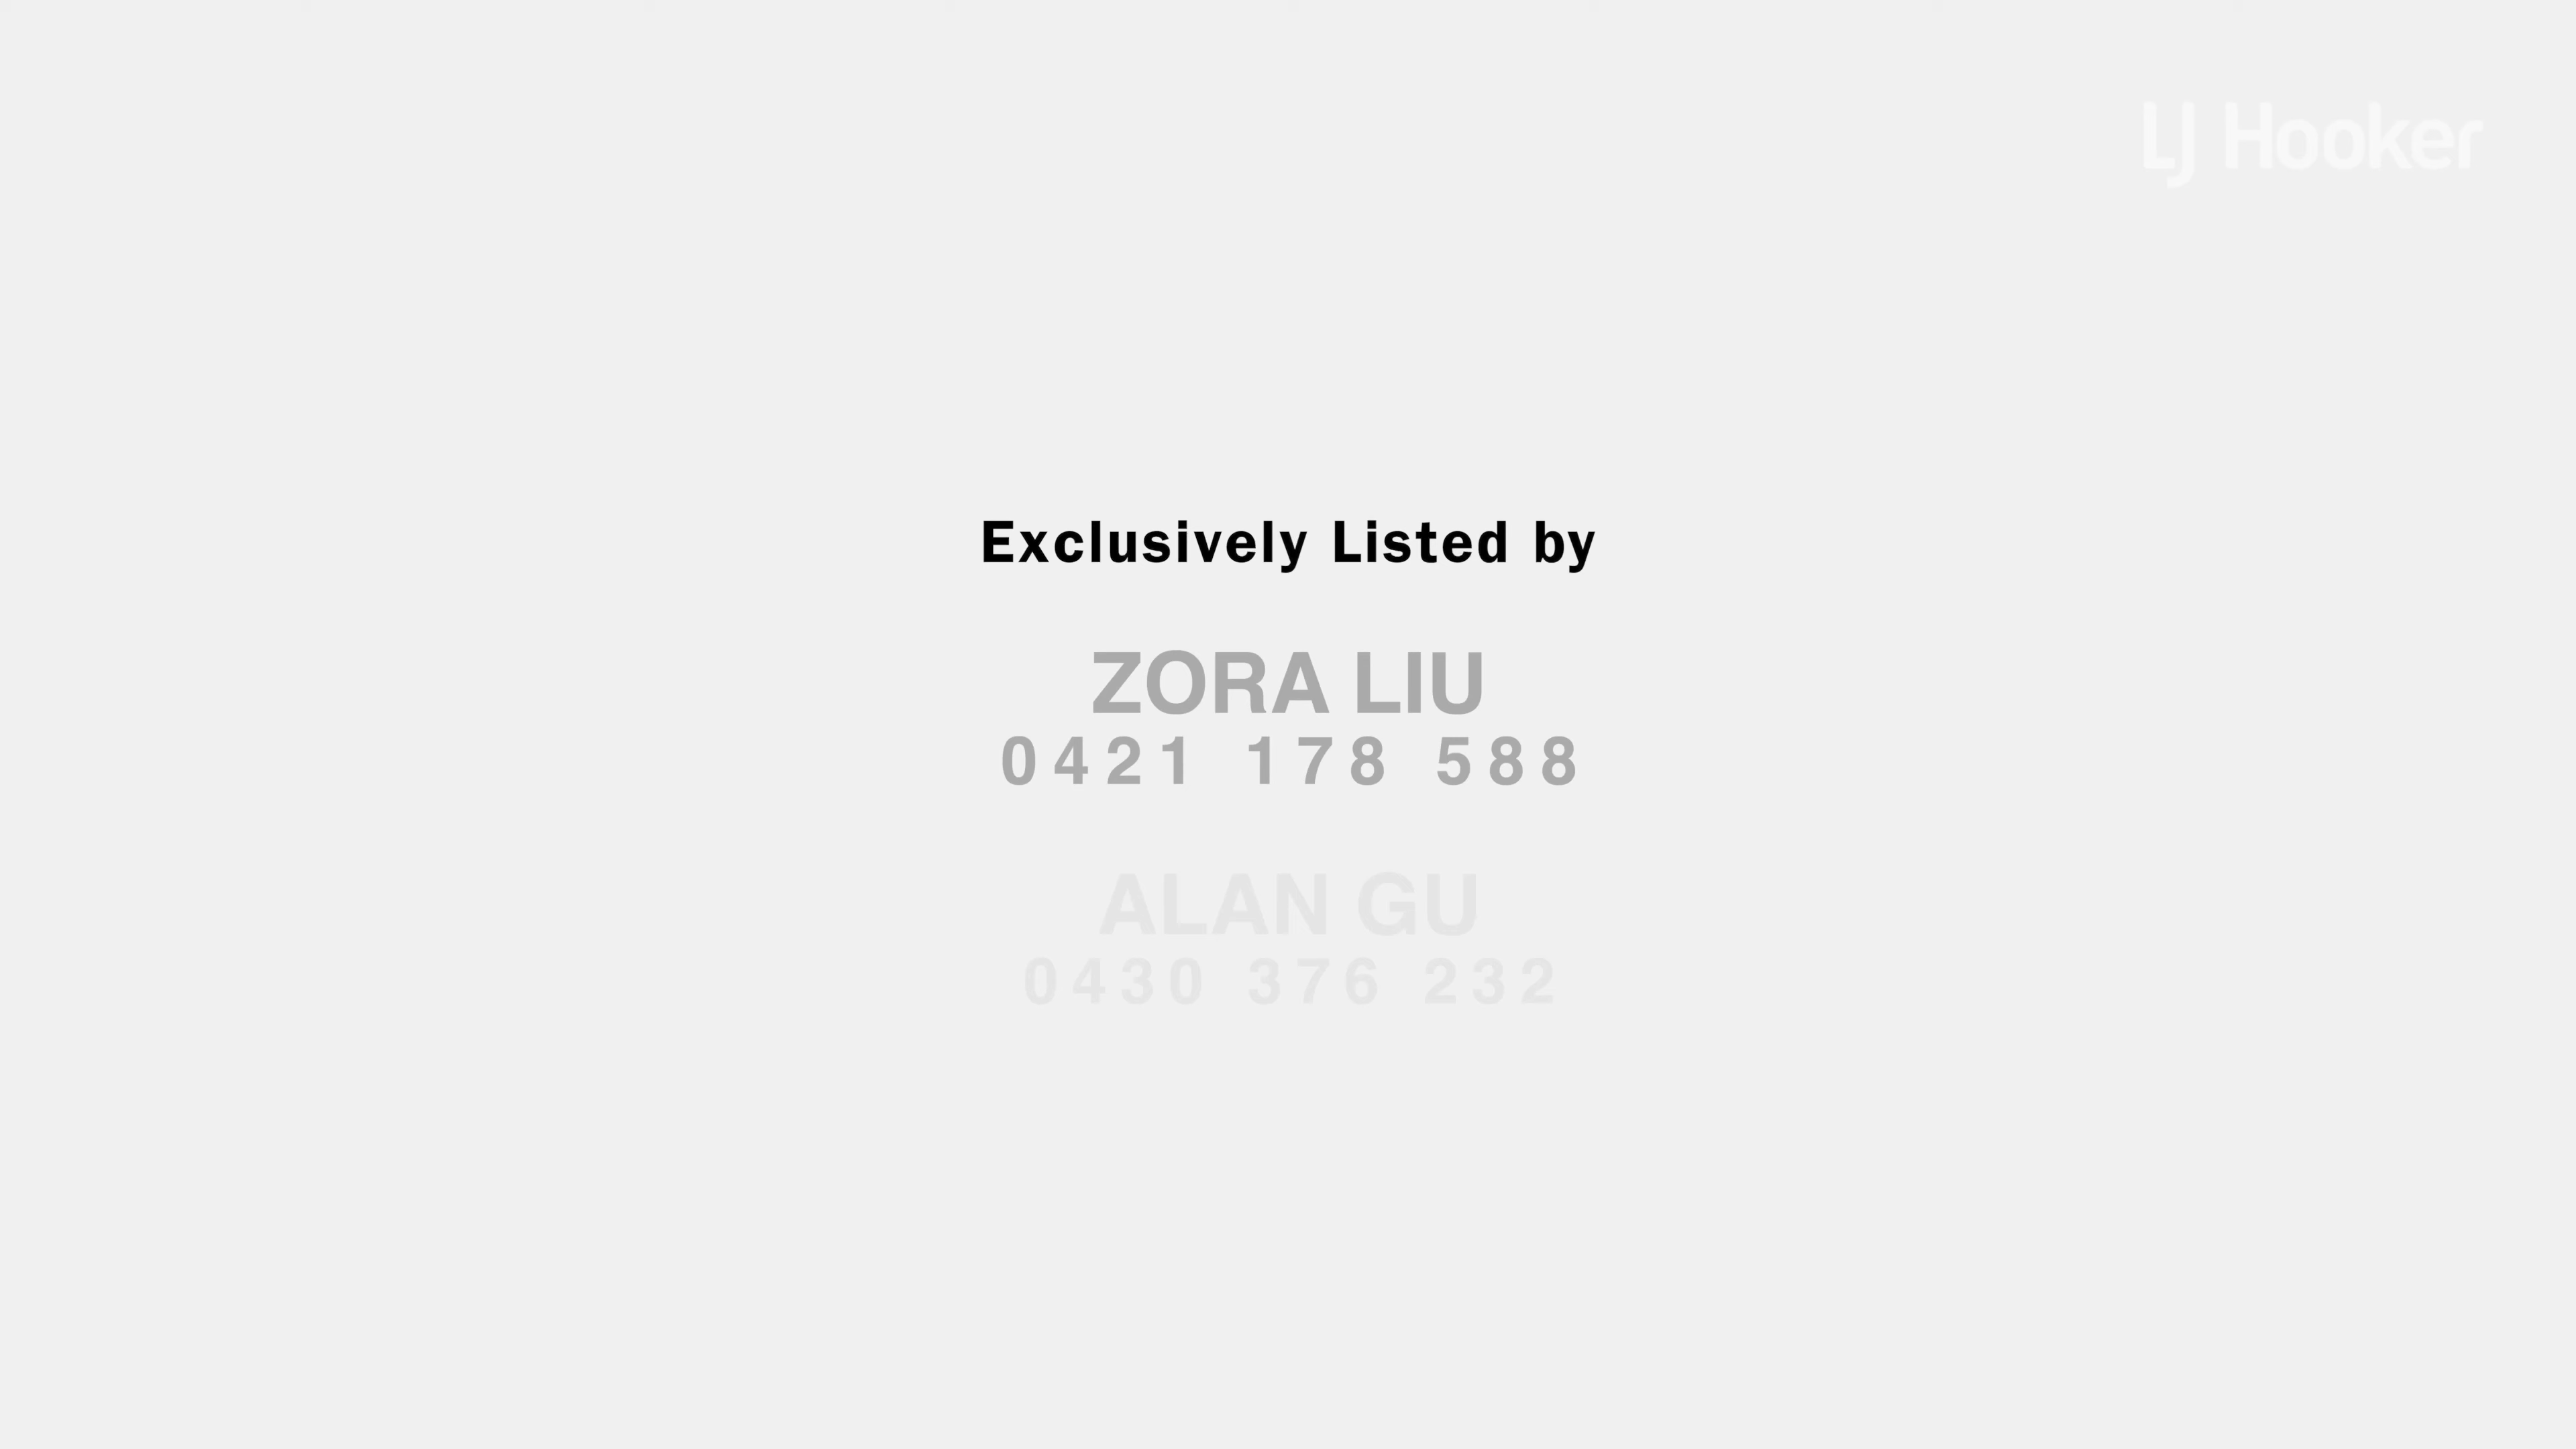 LJ Hooker
Exclusively Listed by
ZORA LIU
0421 178 588
ALAN GU
0430 376 232